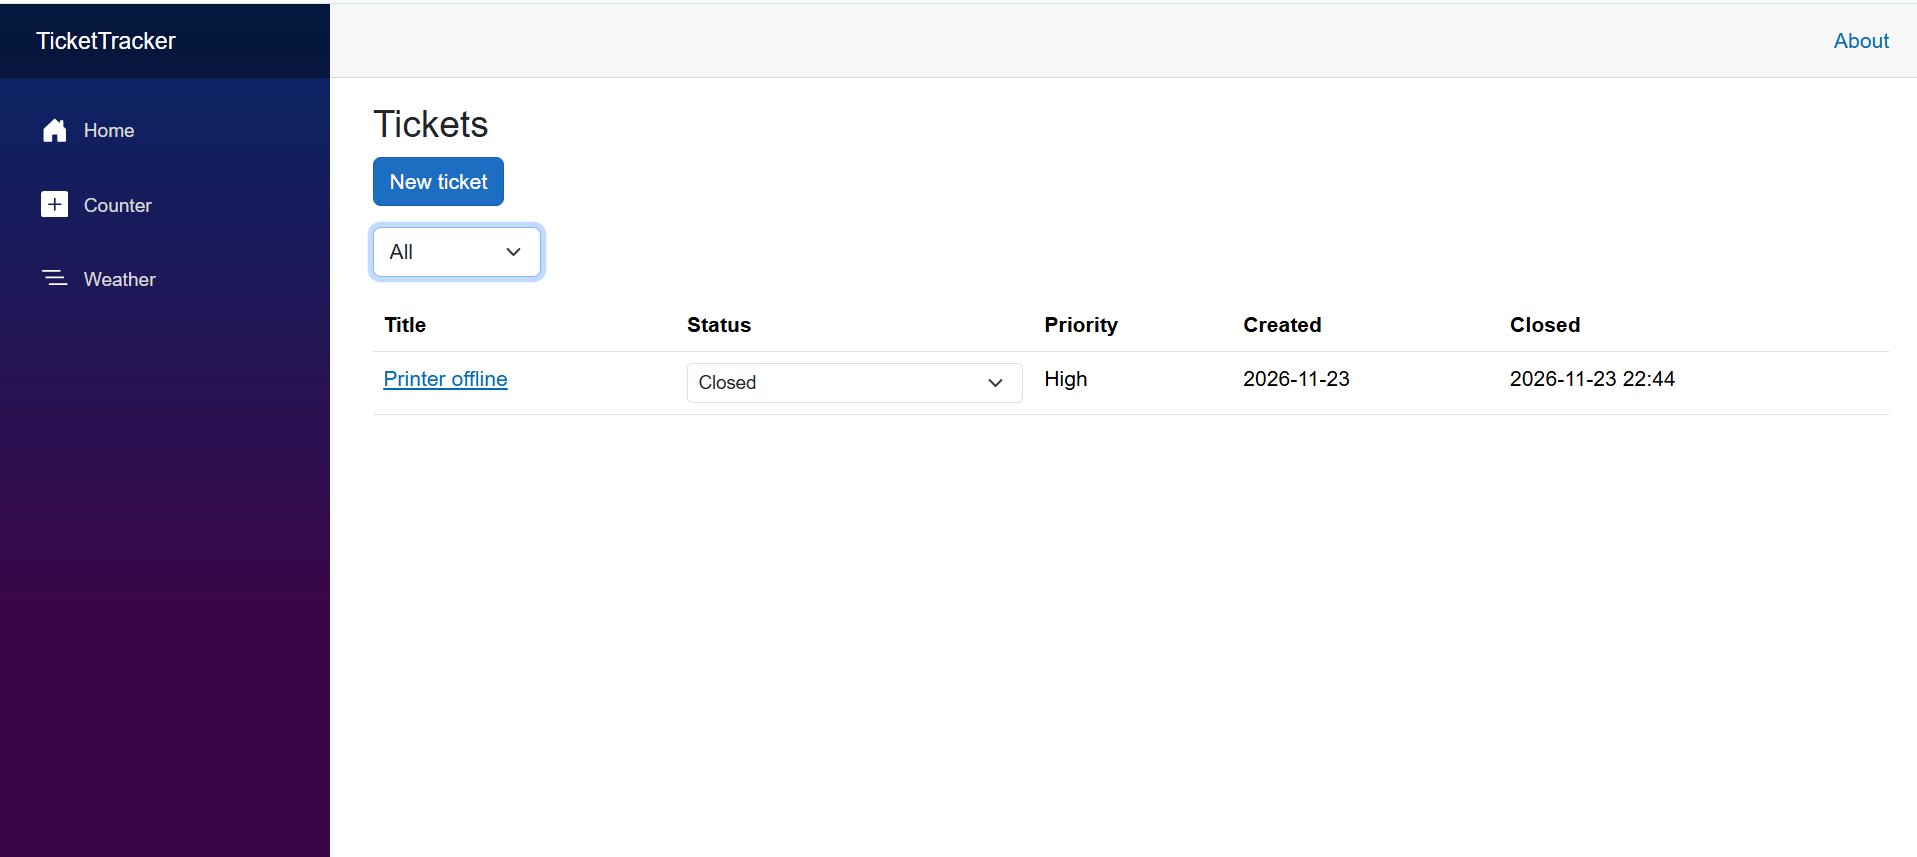 TicketTracker
About
Home
Counter
Weather
Tickets
New ticket
All
Title Status Priority Created Closed
Printer offline Closed High 2026-11-23 2026-11-23 22:44